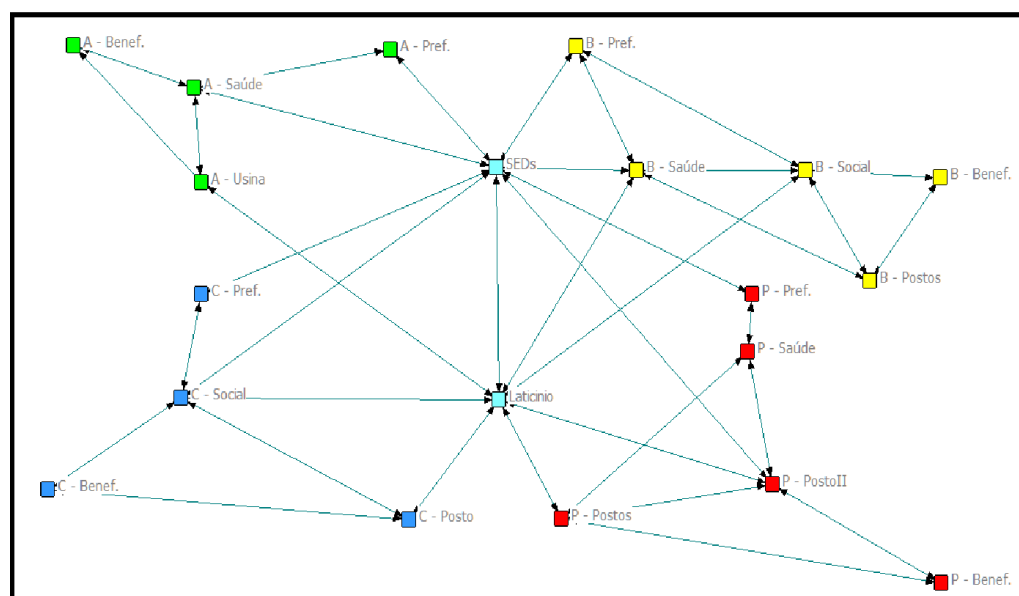 A - Benef.
A - Pref.
B - Pref.
A - Saúde
SEDs
B - Saúde
B - Social
B - Benef.
A - Usina
B - Postos
C - Pref.
P - Pref.
P - Saúde
C - Social
Laticinio
C - Benef.
P - PostoII
C - Posto
P - Postos
P - Benef.